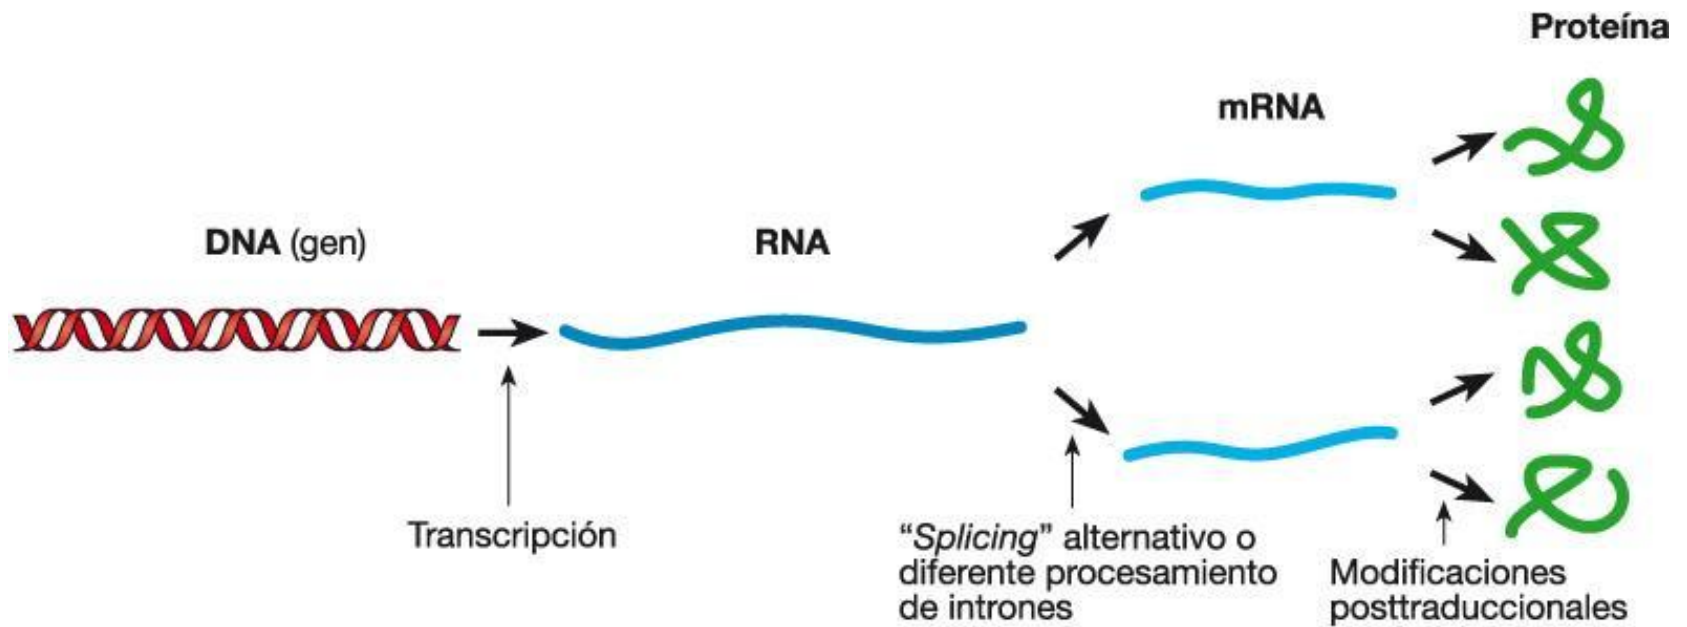 Proteína
mRNA
DNA (gen)
RNA
Transcripción
“Splicing” alternativo o
diferente procesamiento
de intrones
Modificaciones
posttraduccionales